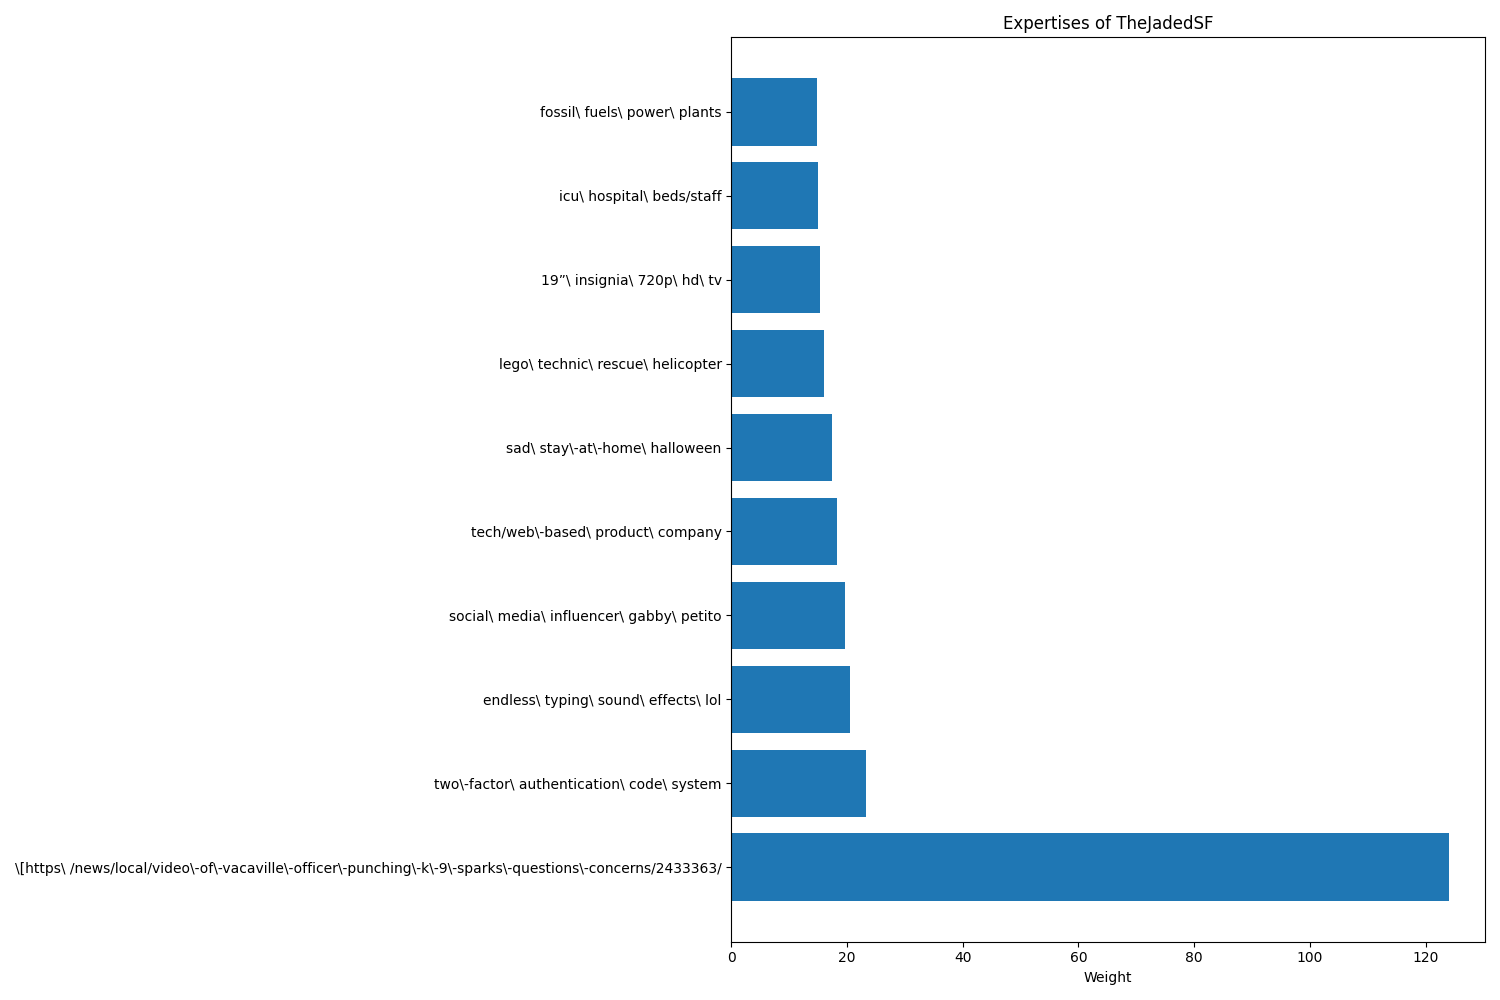 Expertises of TheJadedSF
fossil\ fuels\ power\ plants
icu\ hospital\ beds/staff
19”\ insignia\ 720p\ hd\ tv
lego\ technic\ rescue\ helicopter
sad\ stay\-at\-home\ halloween
tech/web\-based\ product\ company
social\ media\ influencer\ gabby\ petito
endless\ typing\ sound\ effects\ lol
two\-factor\ authentication\ code\ system
\[https\ /news/local/video\-of\-vacaville\-officer\-punching\-k\-9\-sparks\-questions\-concerns/2433363/
0 20 40 60 80 100 120
Weight